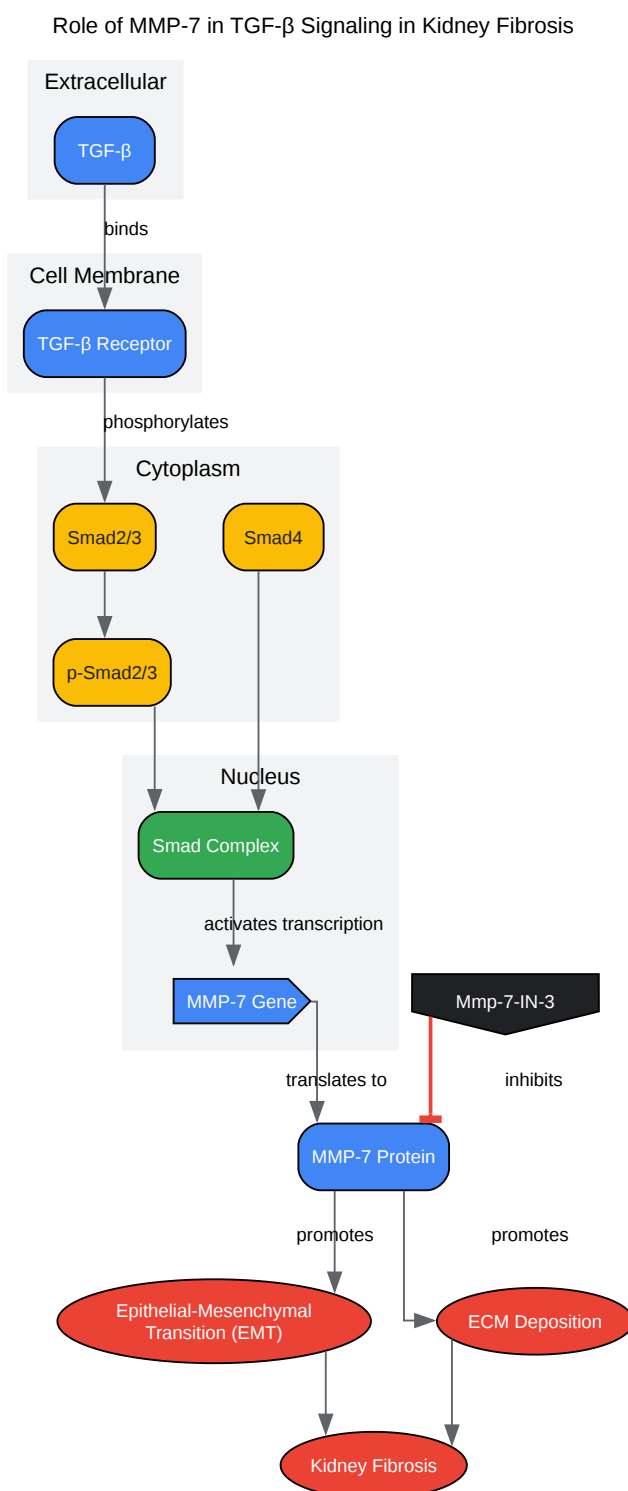 Role of MMP-7 in TGF-β Signaling in Kidney Fibrosis
Extracellular
TGF-β
binds
Cell Membrane
TGF-β Receptor
phosphorylates
Cytoplasm
Smad2/3
Smad4
p-Smad2/3
Nucleus
Smad Complex
activates transcription
MMP-7 Gene
Mmp-7-IN-3
translates to
inhibits
MMP-7 Protein
promotes
promotes
Epithelial-Mesenchymal
Transition (EMT)
ECM Deposition
Kidney Fibrosis